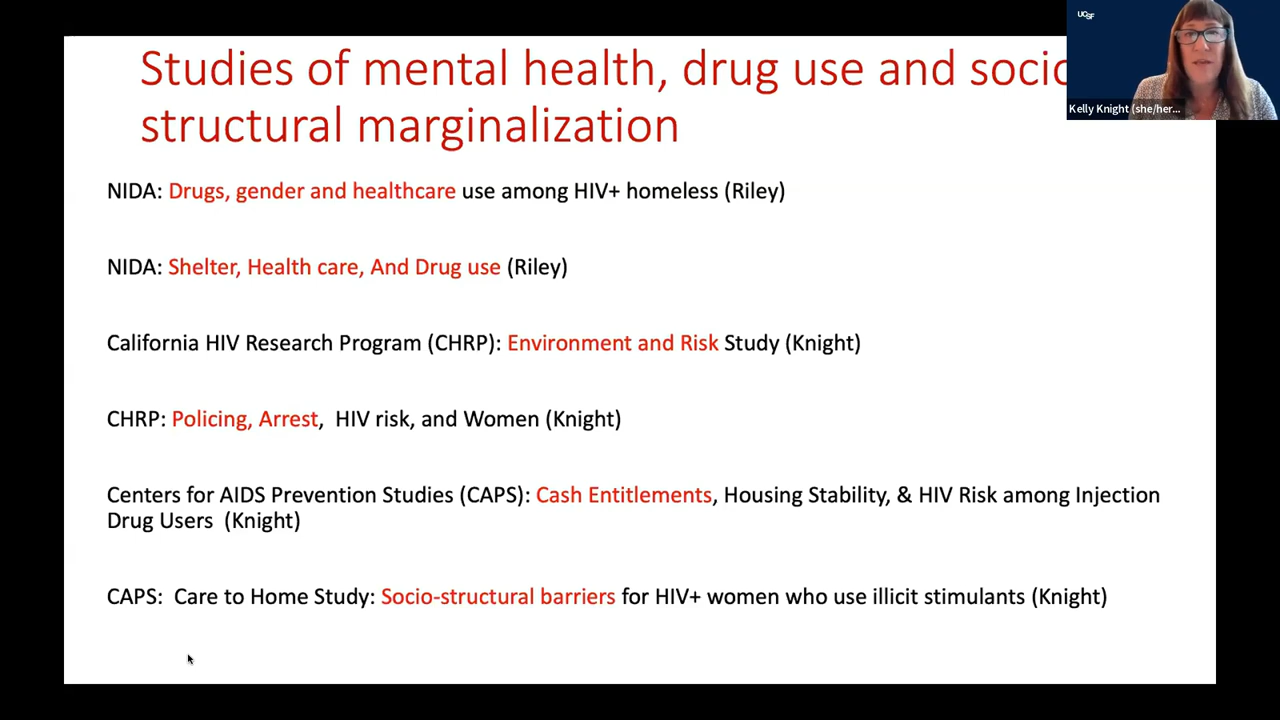 Studies of mental health, drug use and socio
structural marginalization
NIDA: Drugs, gender and healthcare use among HIV+ homeless (Riley)
NIDA: Shelter, Health care, And Drug use (Riley)
California HIV Research Program (CHRP): Environment and Risk Study (Knight)
CHRP: Policing, Arrest, HIV risk, and Women (Knight)
Centers for AIDS Prevention Studies (CAPS): Cash Entitlements, Housing Stability, & HIV Risk among Injection
Drug Users (Knight)
CAPS: Care to Home Study: Socio-structural barriers for HIV+ women who use illicit stimulants (Knight)
UCSF
Kelly Knight (she/her...